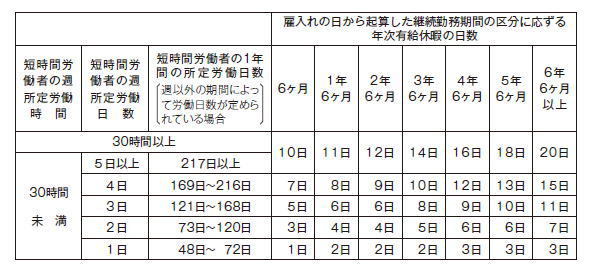 雇入れの日から起算した継続勤務期間の区分に応ずる
年次有給休暇の日数
短時間労
働者の週
所定労働
時　間
短時間労
働者の週
所定労働
日　数
短時間労働者の1年
間の所定労働日数
週以外の期間によっ
て労働日数が定めら
れている場合
6ヶ月
1年
6ヶ月
2年
6ヶ月
3年
6ヶ月
4年
6ヶ月
5年
6ヶ月
6年
6ヶ月
以上
30時間以上
10日 11日 12日 14日 16日 18日 20日
30時間
未　満
5日以上 217日以上
4日 169日〜216日 7日 8日 9日 10日 12日 13日 15日
3日 121日〜168日 5日 6日 6日 8日 9日 10日 11日
2日 73日〜120日 3日 4日 4日 5日 6日 6日 7日
1日 48日〜 72日 1日 2日 2日 2日 3日 3日 3日